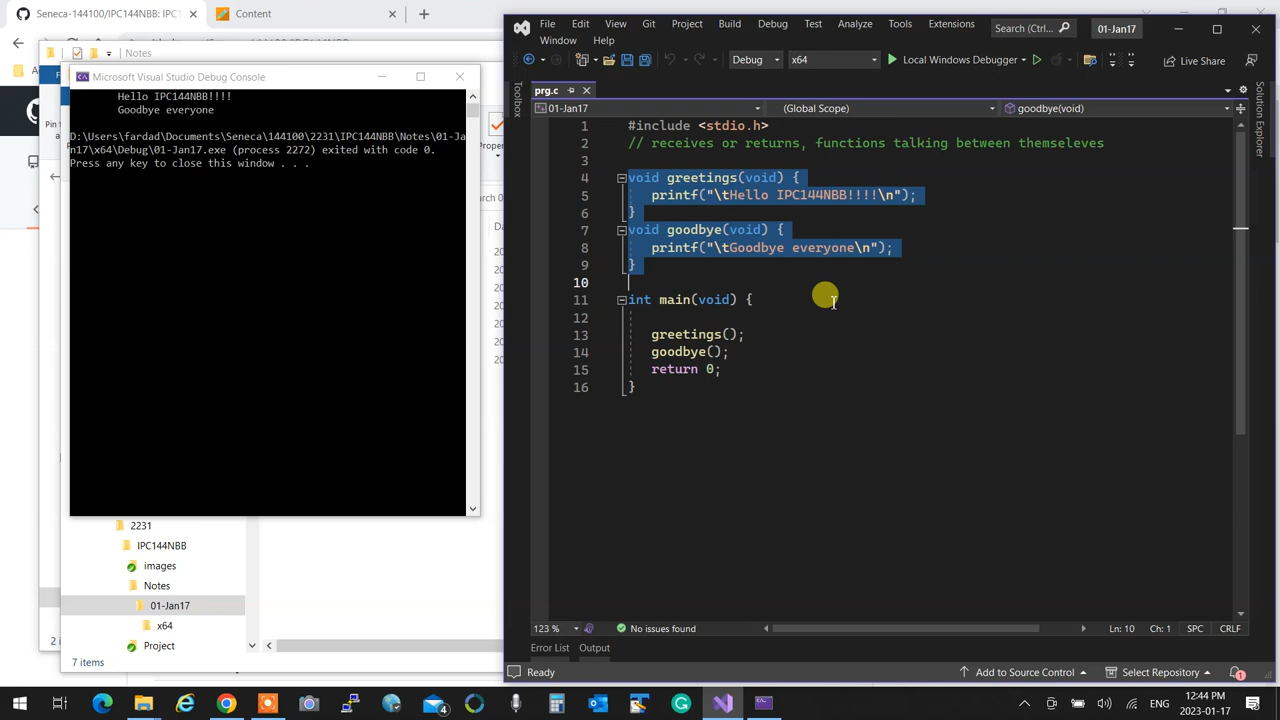 Seneca-144100/IPC144NBB: IPC1
Content
Notes
Microsoft Visual Studio Debug Console
Hello IPC144NBB!!!!
Goodbye everyone
D:\Users\fardad\Documents\Seneca\144100\2231\IPC144NBB\Notes\01-Ja
n17\x64\Debug\01-Jan17.exe (process 2272) exited with code 0.
Press any key to close this window . . .
2231
IPC144NBB
images
Notes
01-Jan17
x64
Project
7 items
File Edit View Git Project Build Debug Test Analyze Tools Extensions
Window Help
Search (Ctrl...
01-Jan17
Debug x64 Local Windows Debugger Live Share
Toolbox
prg.c
Solution Explorer
01-Jan17 (Global Scope) goodbye(void)
1 #include <stdio.h>
2 // receives or returns, functions talking between themseleves
3
4 void greetings(void) {
5 printf("\tHello IPC144NBB!!!!\n");
6 }
7 void goodbye(void) {
8 printf("\tGoodbye everyone\n");
9 }
10
11 int main(void) {
12
13 greetings();
14 goodbye();
15 return 0;
16 }
123 % No issues found Ln: 10 Ch: 1 SPC CRLF
Error List Output
Ready Add to Source Control Select Repository 1
4
ENG
12:44 PM
2023-01-17